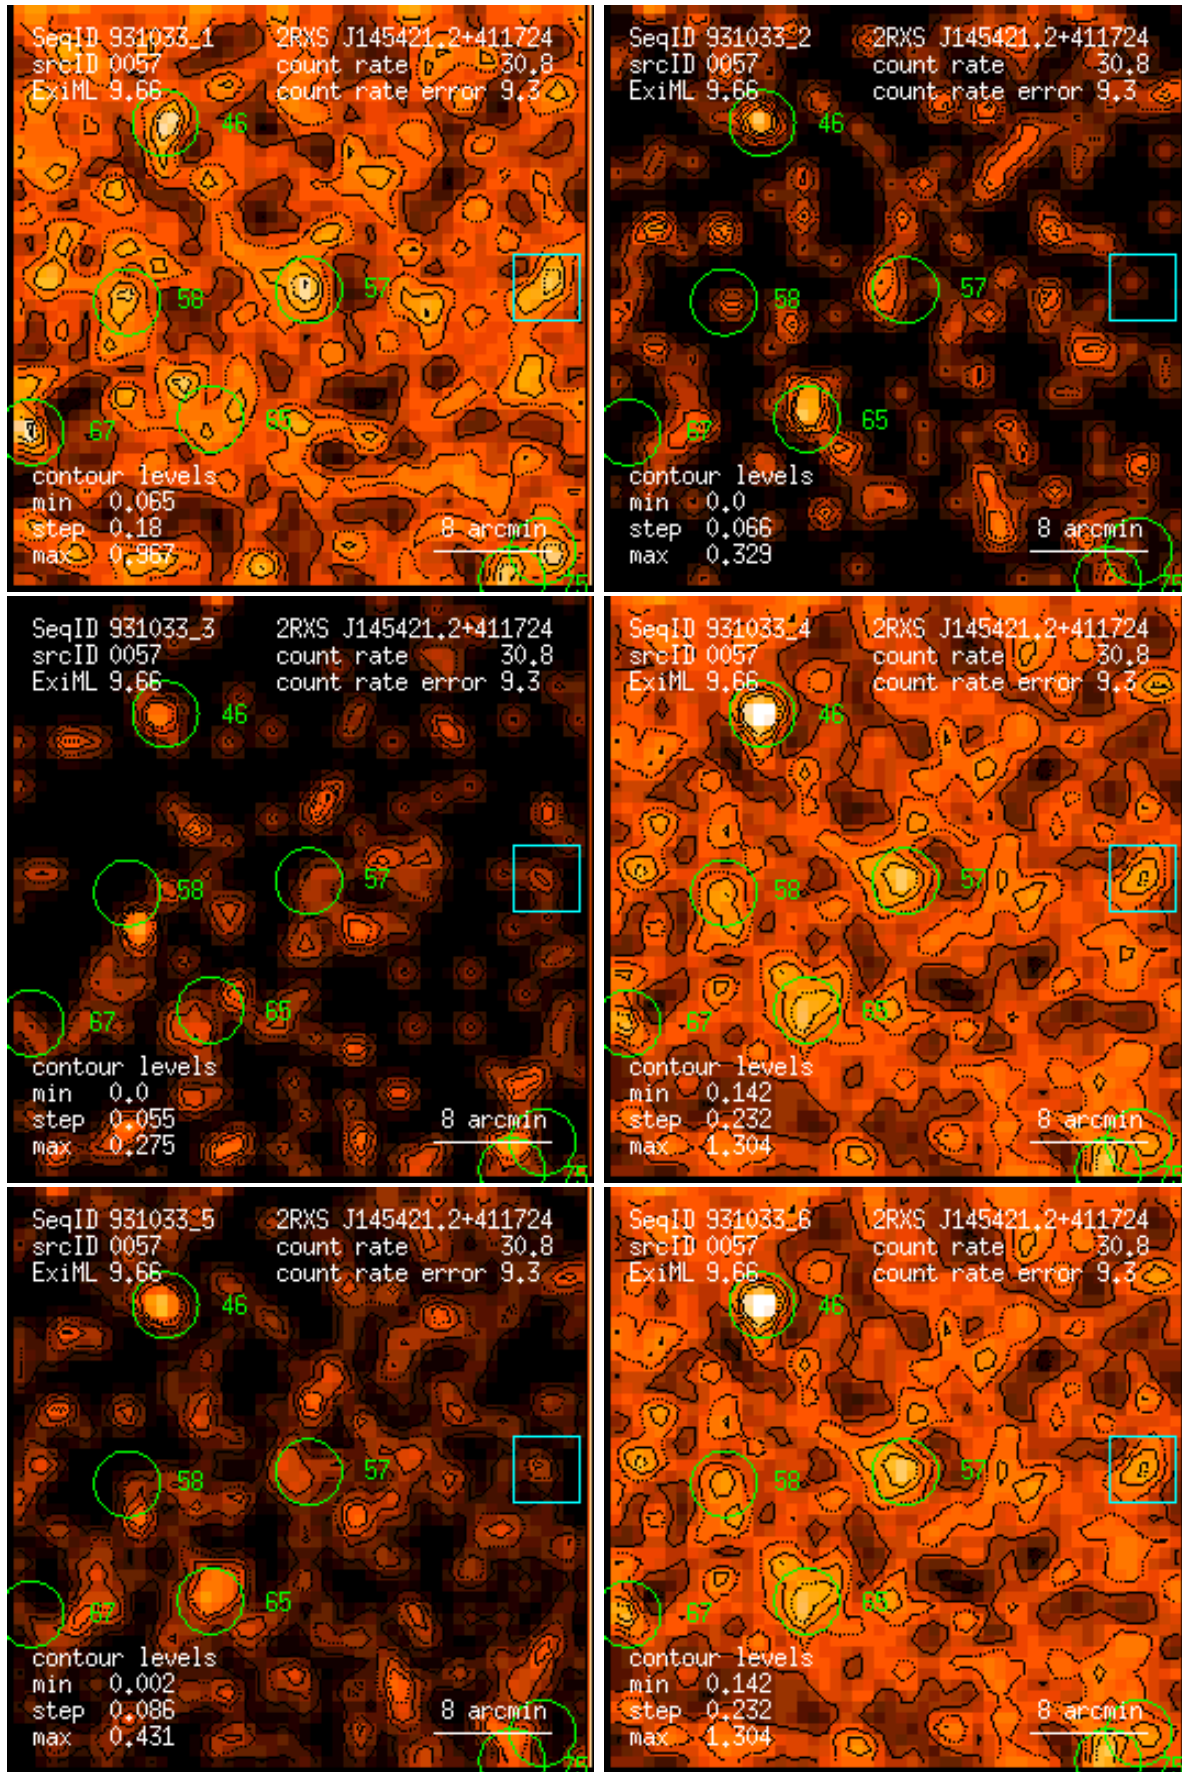 SeqID 931033_1 2RXS J145421.2+411724
srcID 0057 count rate 30.8
ExiML 9.66 count rate error 9.3
46
57
58
65
67
contour levels
min 0.065
step 0.18
max 0.967
8 arcmin
75
SeqID 931033_2 2RXS J145421.2+411724
srcID 0057 count rate 30.8
ExiML 9.66 count rate error 9.3
46
57
58
65
67
contour levels
min 0.0
step 0.066
max 0.329
8 arcmin
75
SeqID 931033_3 2RXS J145421.2+411724
srcID 0057 count rate 30.8
ExiML 9.66 count rate error 9.3
46
57
58
65
67
contour levels
min 0.0
step 0.055
max 0.275
8 arcmin
75
SeqID 931033_4 2RXS J145421.2+411724
srcID 0057 count rate 30.8
ExiML 9.66 count rate error 9.3
46
57
58
65
67
contour levels
min 0.142
step 0.232
max 1.304
8 arcmin
75
SeqID 931033_5 2RXS J145421.2+411724
srcID 0057 count rate 30.8
ExiML 9.66 count rate error 9.3
46
57
58
65
67
contour levels
min 0.002
step 0.086
max 0.431
8 arcmin
75
SeqID 931033_6 2RXS J145421.2+411724
srcID 0057 count rate 30.8
ExiML 9.66 count rate error 9.3
46
57
58
65
67
contour levels
min 0.142
step 0.232
max 1.304
8 arcmin
75